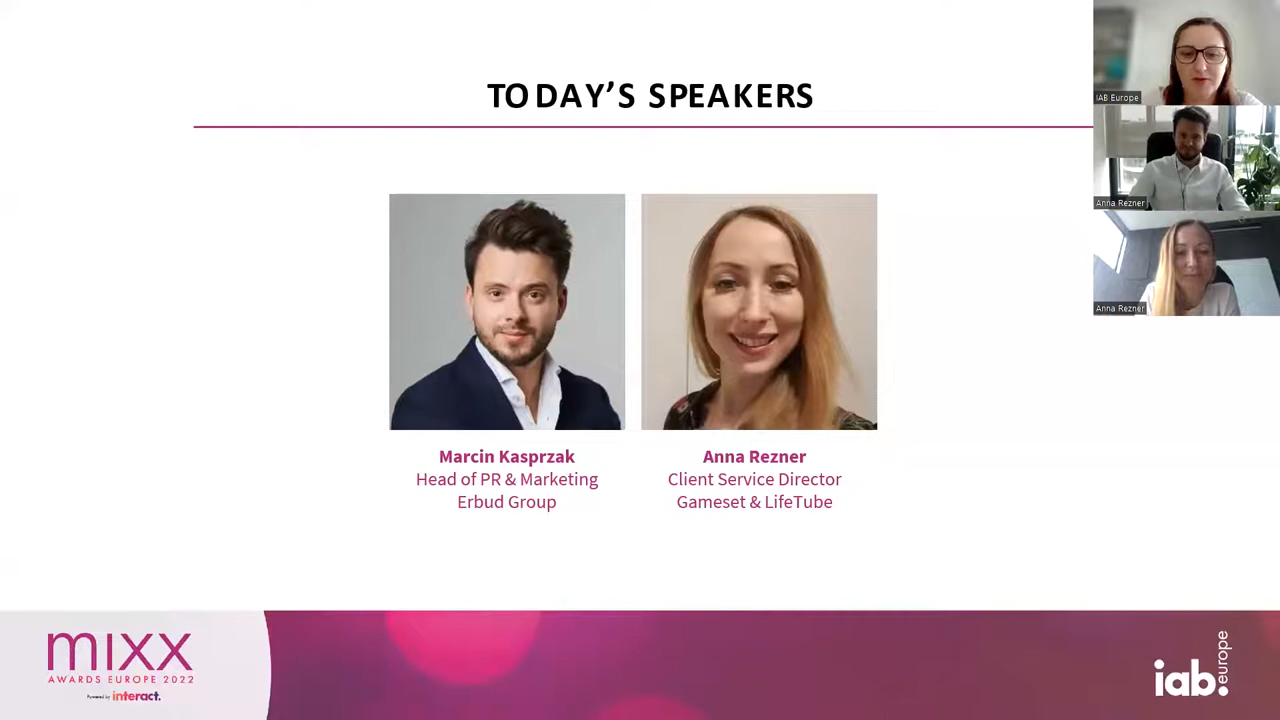 TODAY'S SPEAKERS
IAB Europe
Anna Rezner
Anna Rezner
Marcin Kasprzak
Head of PR & Marketing
Erbud Group
Anna Rezner
Client Service Director
Gameset & LifeTube
mixx
AWARDS EUROPE 2022
Powered by interact.
iab.
europe